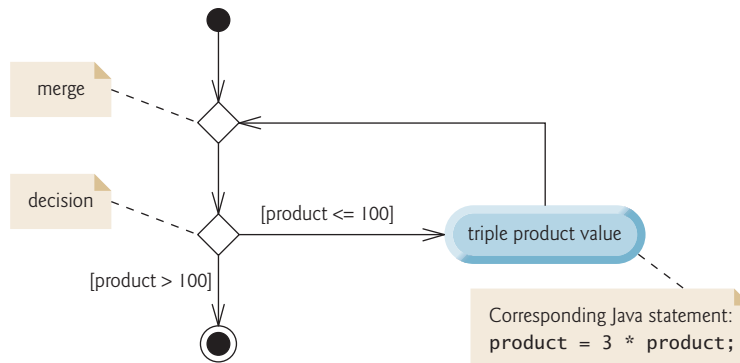 merge
decision
[product <= 100]
triple product value
[product > 100]
Corresponding Java statement:
product = 3 * product;